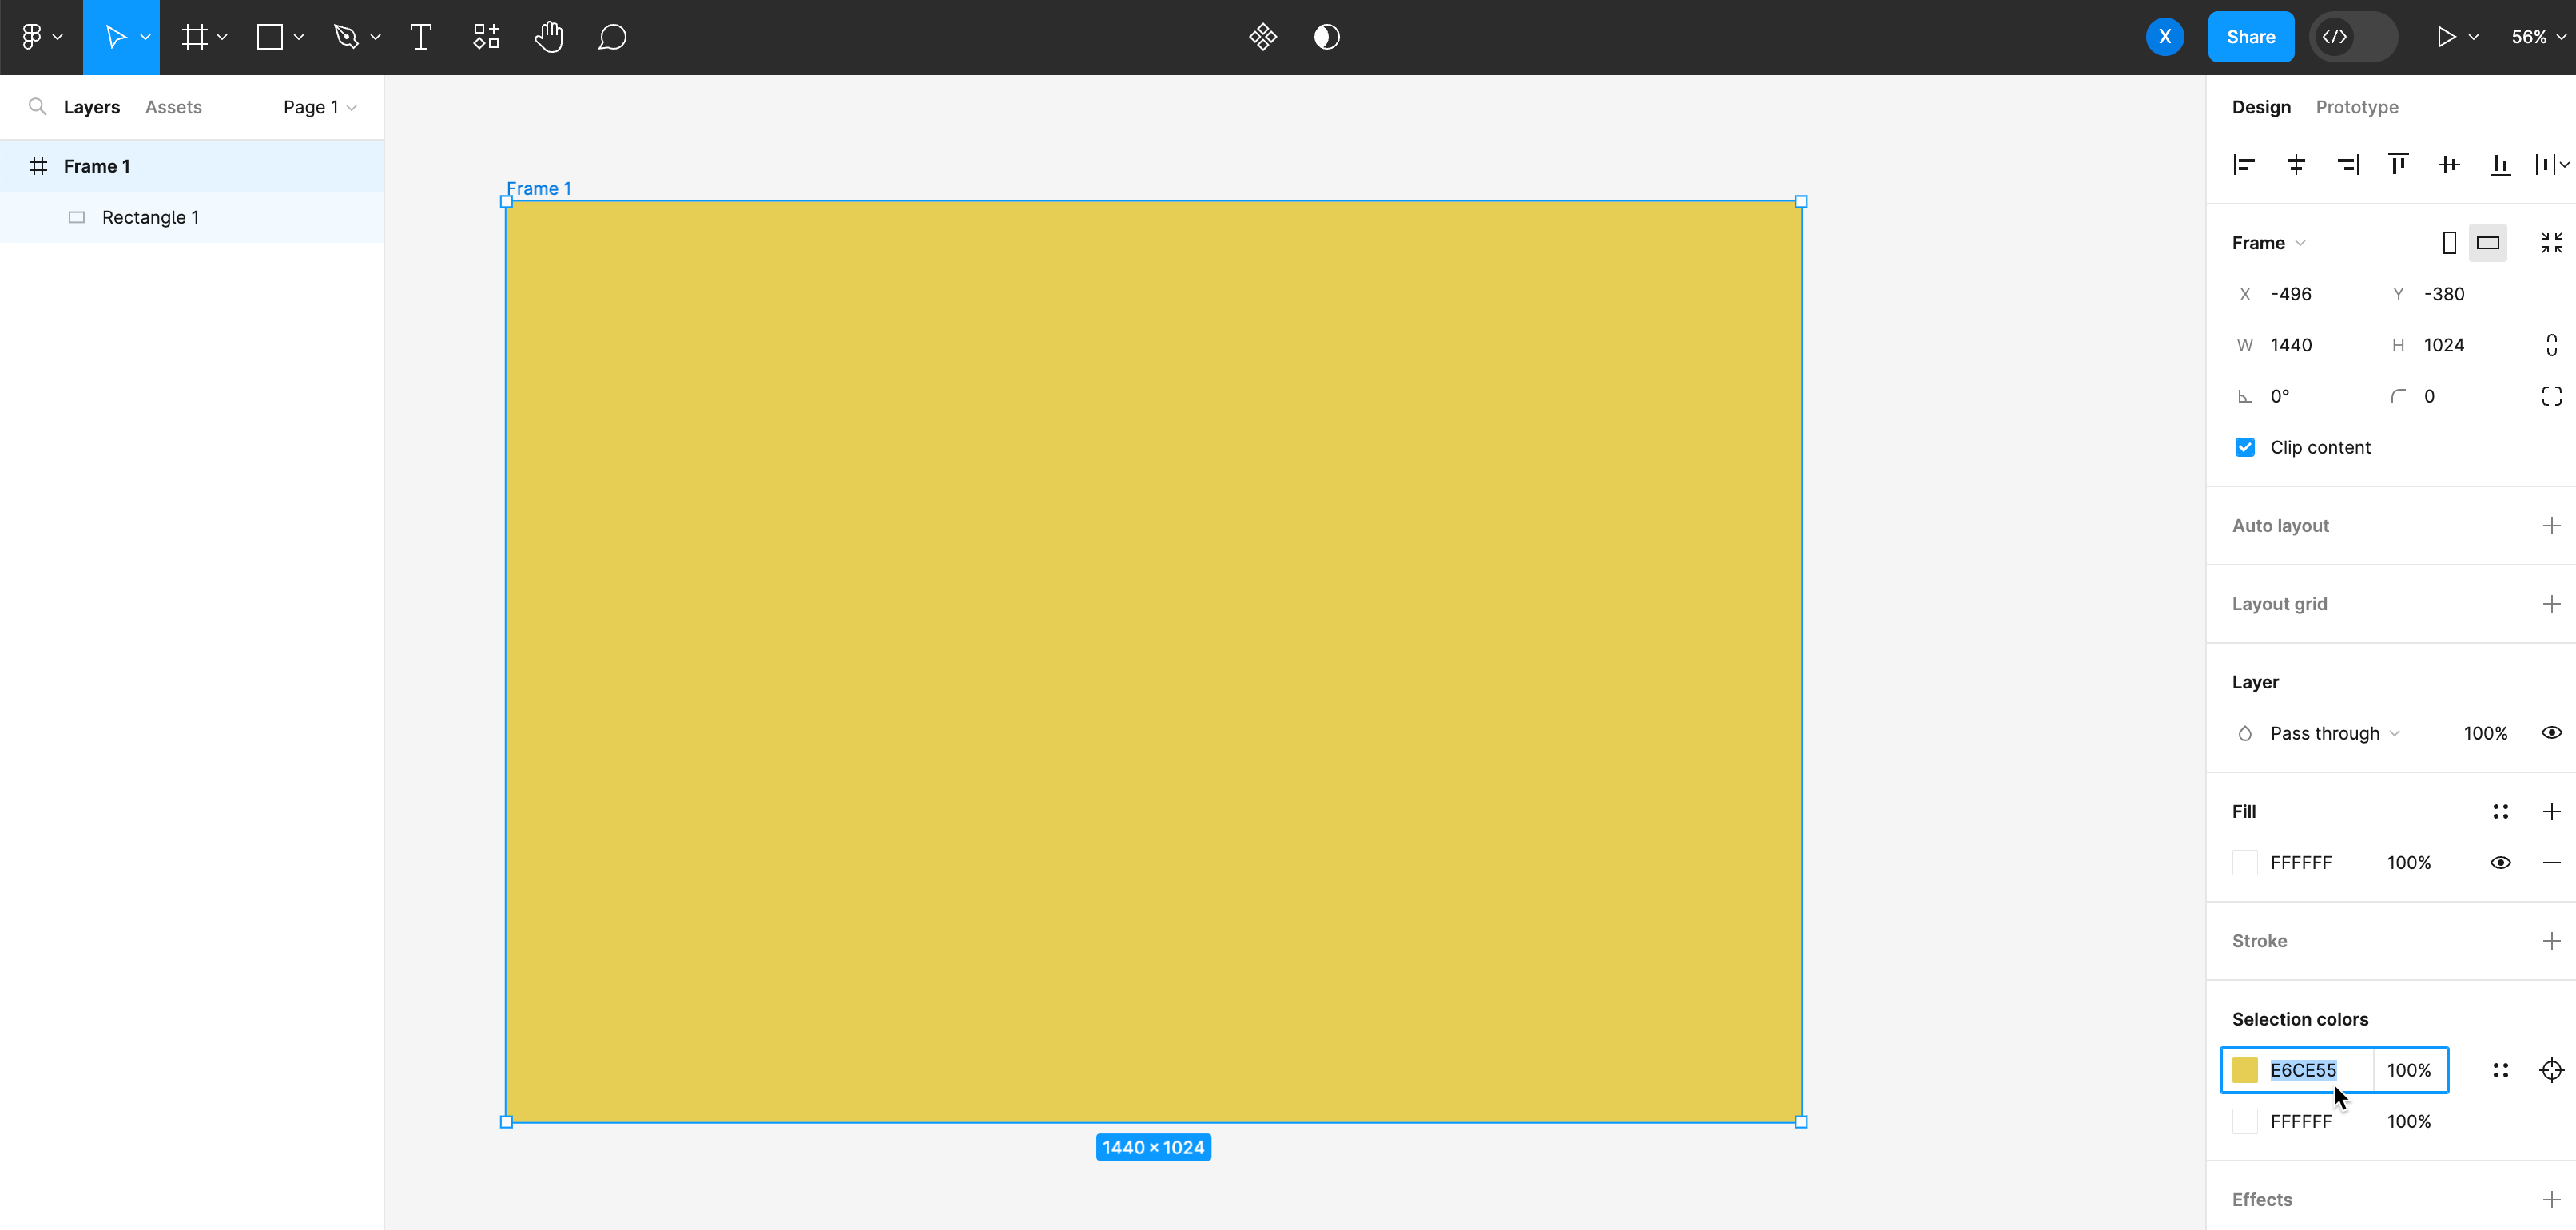 X
Share
56%
Layers
Assets
Page 1
Frame 1
Rectangle 1
Frame 1
1440 × 1024
Design
Prototype
Frame
X -496 Y -380
W 1440 H 1024
0° 0
Clip content
Auto layout
Layout grid
Layer
Pass through 100%
Fill
FFFFFF 100%
Stroke
Selection colors
E6CE55 100%
FFFFFF 100%
Effects